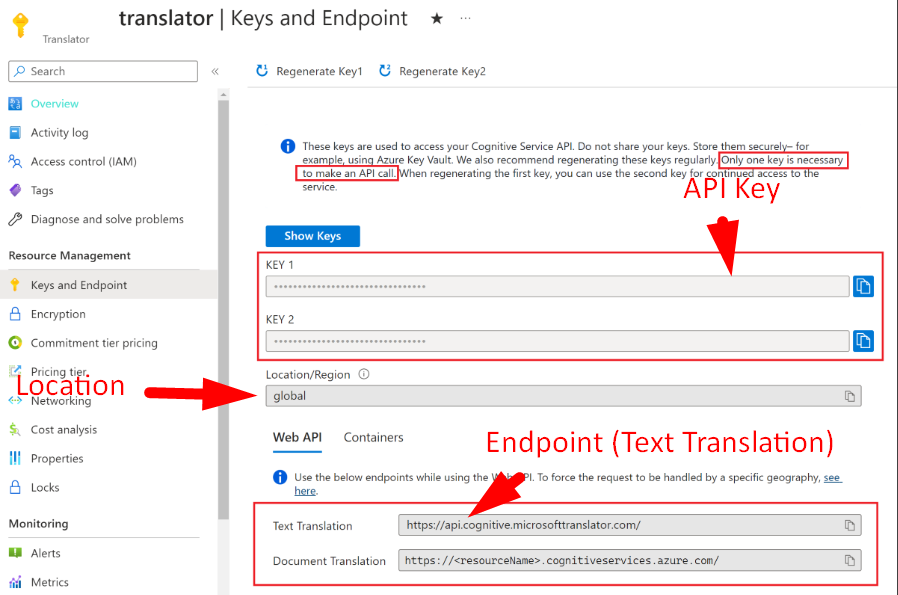 translator | Keys and Endpoint ★ ···
Translator
Search «
Regenerate Key1 Regenerate Key2
Overview
Activity log
Access control (IAM)
Tags
Diagnose and solve problems
Resource Management
Keys and Endpoint
Encryption
Commitment tier pricing
Pricing tier
Networking
Cost analysis
Properties
Locks
Monitoring
Alerts
Metrics
These keys are used to access your Cognitive Service API. Do not share your keys. Store them securely– for
example, using Azure Key Vault. We also recommend regenerating these keys regularly. Only one key is necessary
to make an API call. When regenerating the first key, you can use the second key for continued access to the
service.
API Key
Show Keys
KEY 1
································
KEY 2
································
Location/Region
Location
global
Web API Containers
Endpoint (Text Translation)
Use the below endpoints while using the Web API. To force the request to be handled by a specific geography, see
here.
Text Translation https://api.cognitive.microsofttranslator.com/
Document Translation https://<resourceName>.cognitiveservices.azure.com/